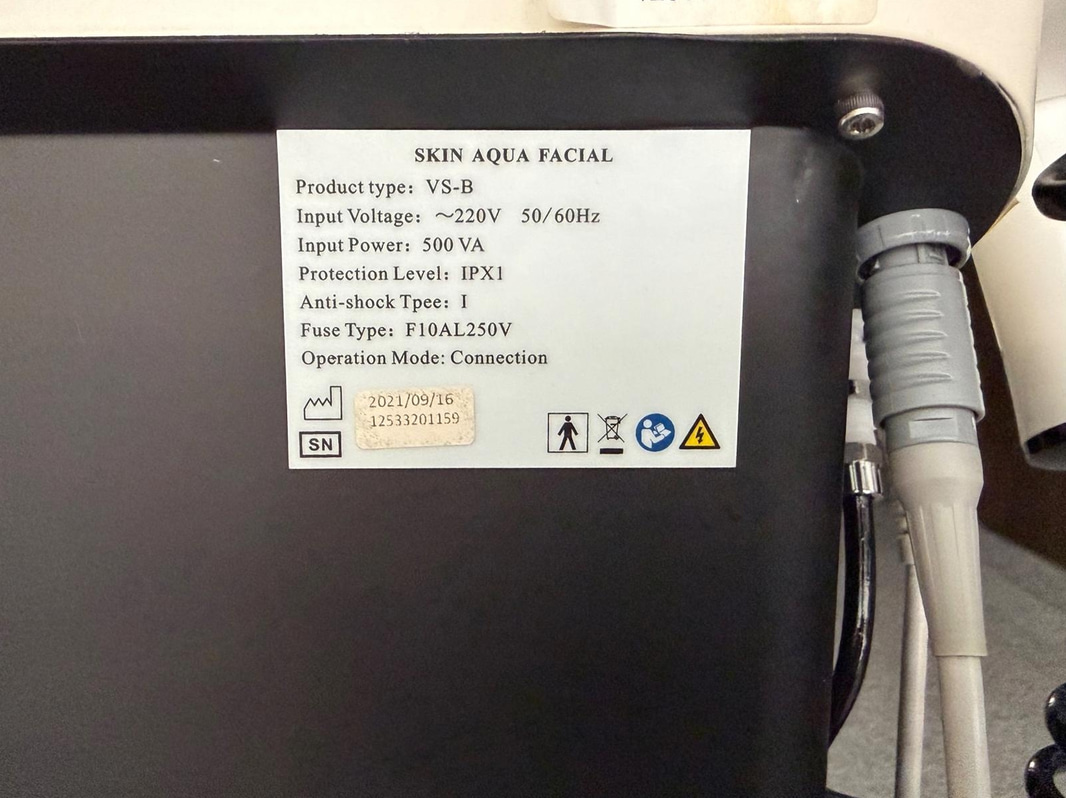 SKIN AQUA FACIAL
Product type: VS-B
Input Voltage: ~220V 50/60Hz
Input Power: 500 VA
Protection Level: IPX1
Anti-shock Tpee: I
Fuse Type: F10AL250V
Operation Mode: Connection
2021/09/16
12533201159
SN